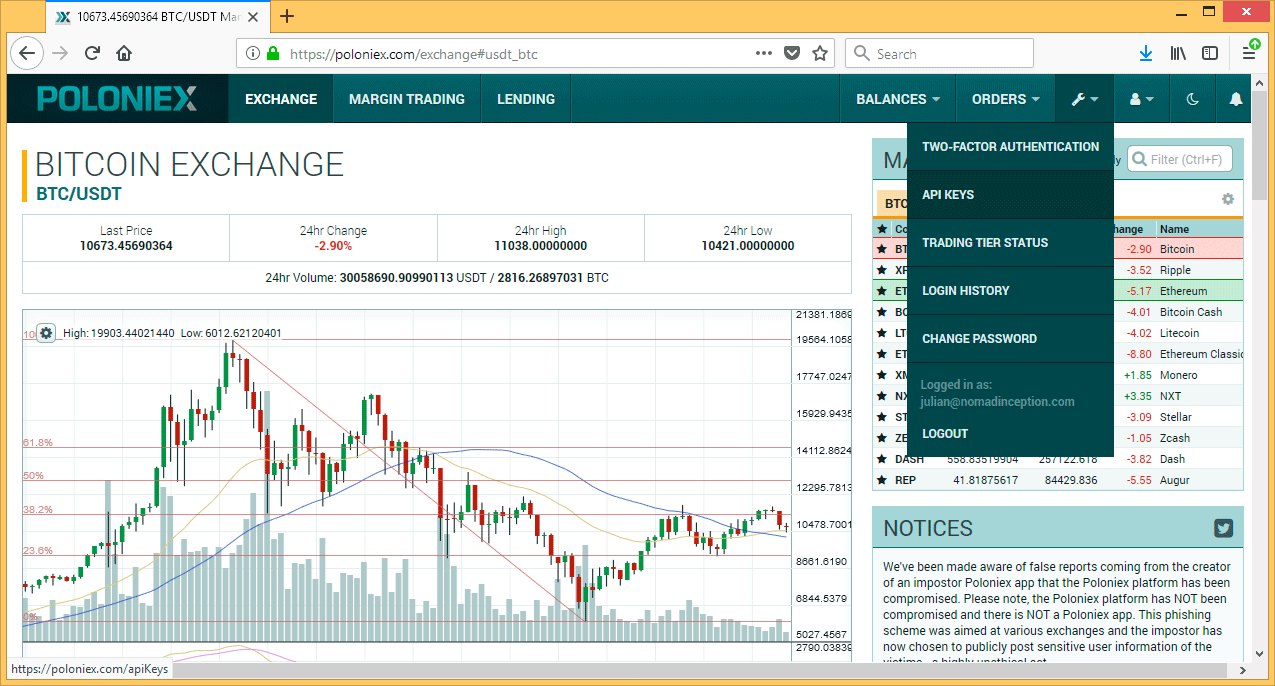 10673.45690364 BTC/USDT Mar
https://poloniex.com/exchange#usdt_btc
Search
POLONIEX
EXCHANGE
MARGIN TRADING
LENDING
BALANCES
ORDERS
BITCOIN EXCHANGE
BTC/USDT
Last Price
10673.45690364
24hr Change
-2.90%
24hr High
11038.00000000
24hr Low
10421.00000000
24hr Volume: 30058690.90990113 USDT / 2816.26897031 BTC
High: 19903.44021440 Low: 6012.62120401
61.8%
50%
38.2%
23.6%
0%
21381.1869
19564.1058
17747.0247
15929.9435
14112.8624
12295.7813
10478.7001
8661.6190
6844.5379
5027.4567
2790.03839
TWO-FACTOR AUTHENTICATION
API KEYS
TRADING TIER STATUS
LOGIN HISTORY
CHANGE PASSWORD
Logged in as:
julian@nomadinception.com
LOGOUT
MA
Filter (Ctrl+F)
BTC
Co hange Name
BT -2.90 Bitcoin
XR -3.52 Ripple
ET -5.17 Ethereum
BC -4.01 Bitcoin Cash
LT -4.02 Litecoin
ET -8.80 Ethereum Classic
XM +1.85 Monero
NX +3.35 NXT
ST -3.09 Stellar
ZE -1.05 Zcash
DASH 558.83519904 257122.618 -3.82 Dash
REP 41.81875617 84429.836 -5.55 Augur
NOTICES
We've been made aware of false reports coming from the creator
of an impostor Poloniex app that the Poloniex platform has been
compromised. Please note, the Poloniex platform has NOT been
compromised and there is NOT a Poloniex app. This phishing
scheme was aimed at various exchanges and the impostor has
now chosen to publicly post sensitive user information of the
https://poloniex.com/apiKeys